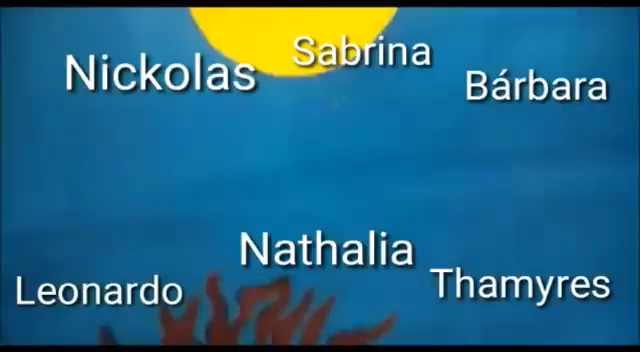 Nickolas
Sabrina
Bárbara
Nathalia
Leonardo
Thamyres